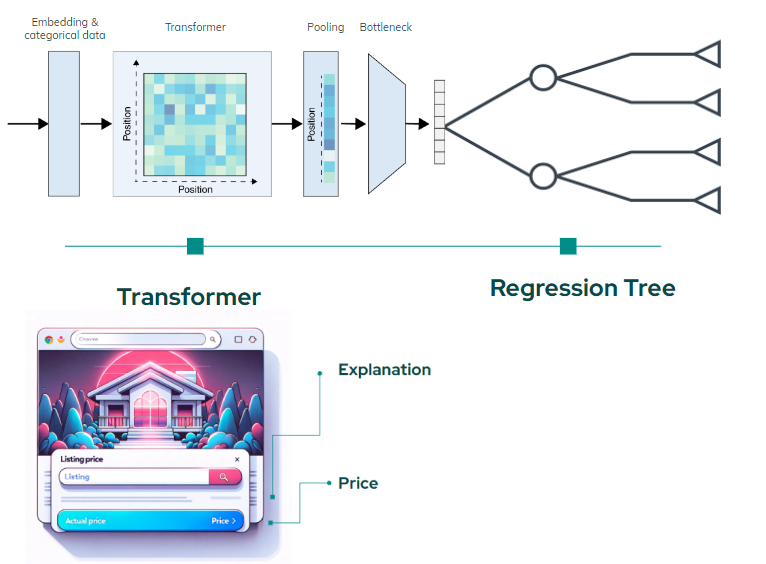 Embedding &
categorical data
Transformer
Pooling
Bottleneck
Position
Position
Position
Transformer
Regression Tree
Explanation
Listing price
×
Listing
Actual price
Price >
Price